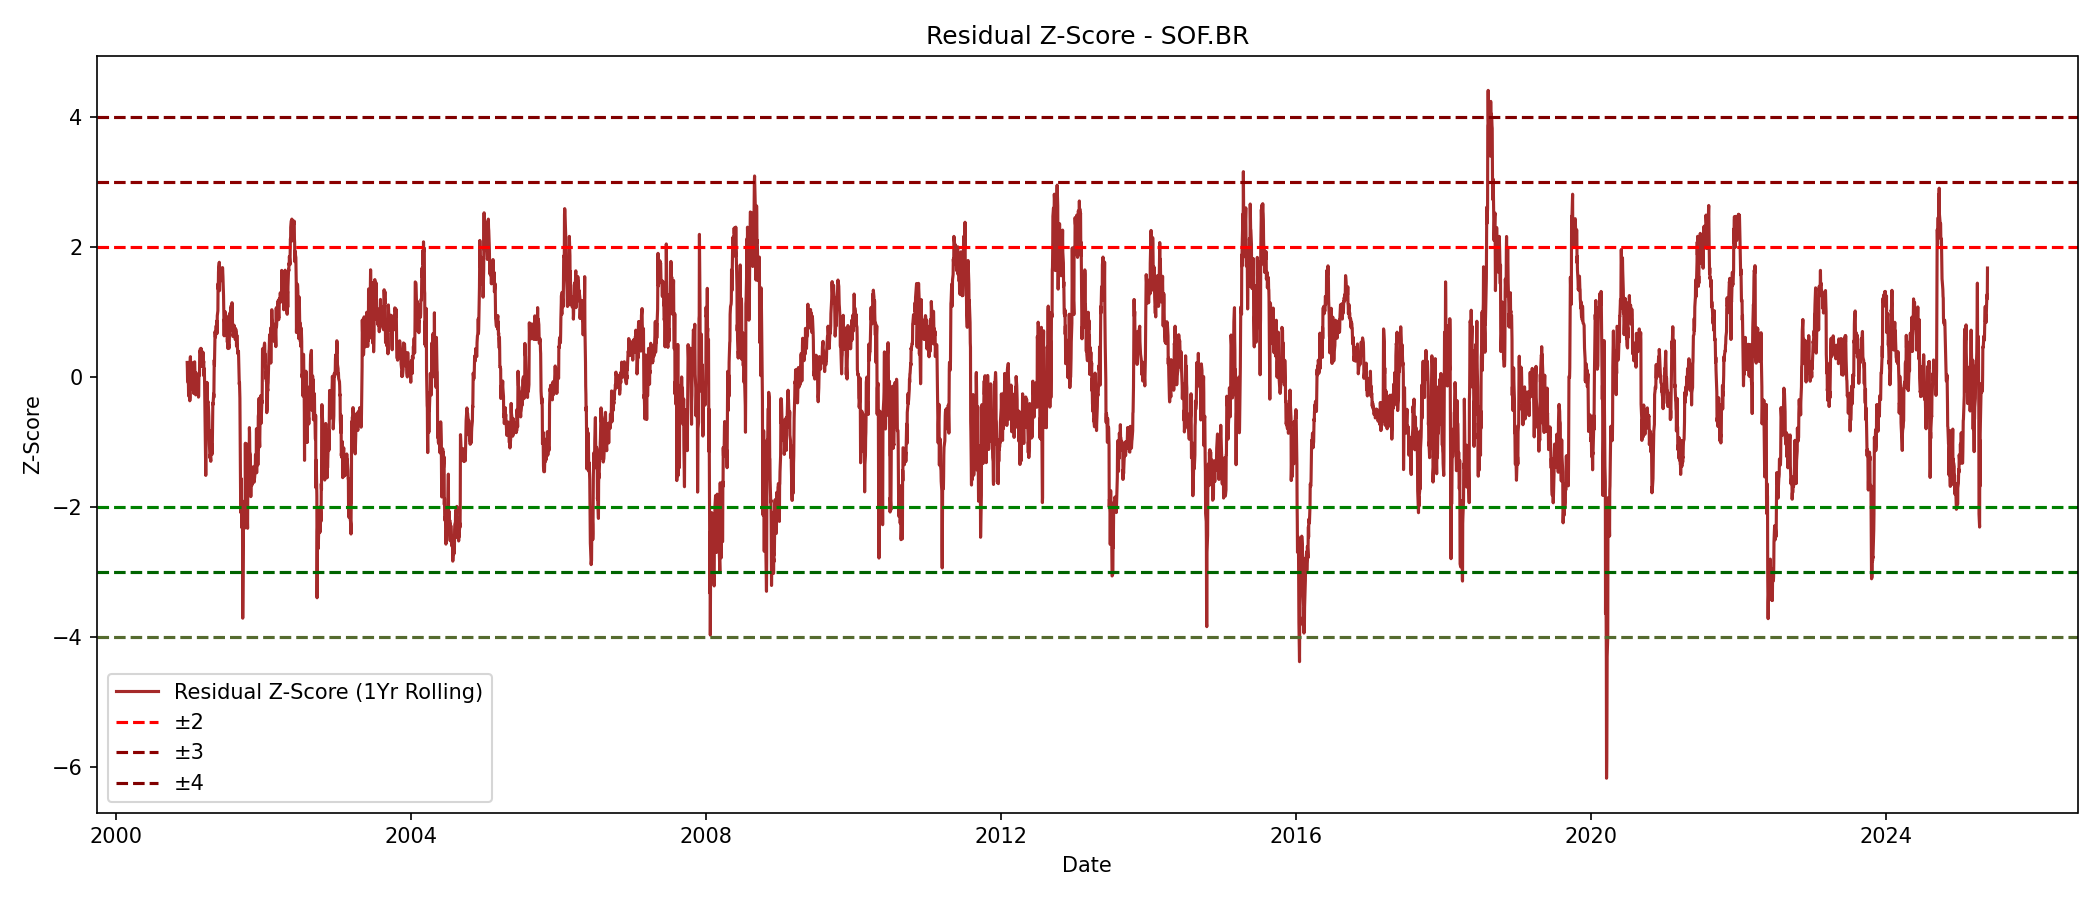 Residual Z-Score - SOF.BR
4
2
0
−2
−4
−6
Z-Score
Residual Z-Score (1Yr Rolling)
±2
±3
±4
2000 2004 2008 2012 2016 2020 2024
Date